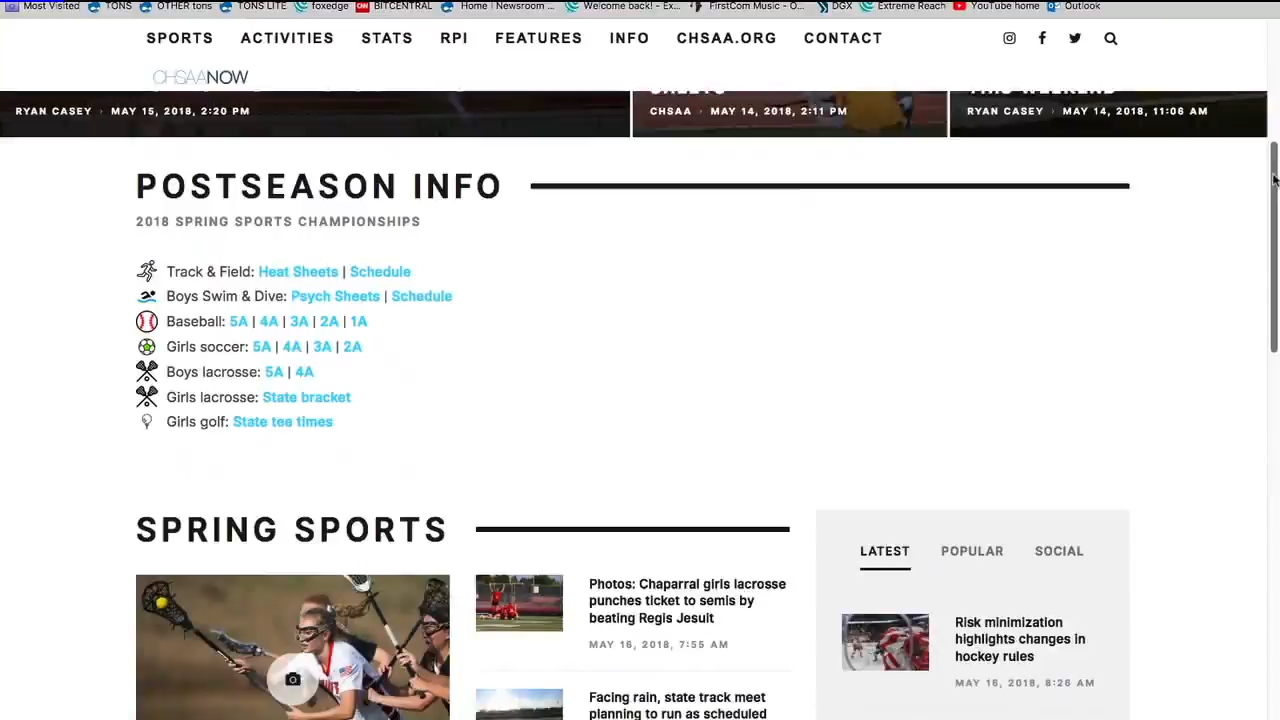 Most Visited TONS OTHER tons TONS LITE foxedge BITCENTRAL Home | Newsroom ... Welcome back! - Ex... FirstCom Music - O... DGX Extreme Reach YouTube home Outlook
SPORTS ACTIVITIES STATS RPI FEATURES INFO CHSAA.ORG CONTACT
CHSAANOW
RYAN CASEY › MAY 15, 2018, 2:20 PM
CHSAA › MAY 14, 2018, 2:11 PM
THIS WEEKEND
RYAN CASEY › MAY 14, 2018, 11:06 AM
POSTSEASON INFO
2018 SPRING SPORTS CHAMPIONSHIPS
Track & Field: Heat Sheets | Schedule
Boys Swim & Dive: Psych Sheets | Schedule
Baseball: 5A | 4A | 3A | 2A | 1A
Girls soccer: 5A | 4A | 3A | 2A
Boys lacrosse: 5A | 4A
Girls lacrosse: State bracket
Girls golf: State tee times
SPRING SPORTS
Photos: Chaparral girls lacrosse
punches ticket to semis by
beating Regis Jesuit
MAY 16, 2018, 7:55 AM
Facing rain, state track meet
planning to run as scheduled
LATEST POPULAR SOCIAL
Risk minimization
highlights changes in
hockey rules
MAY 16, 2018, 8:26 AM